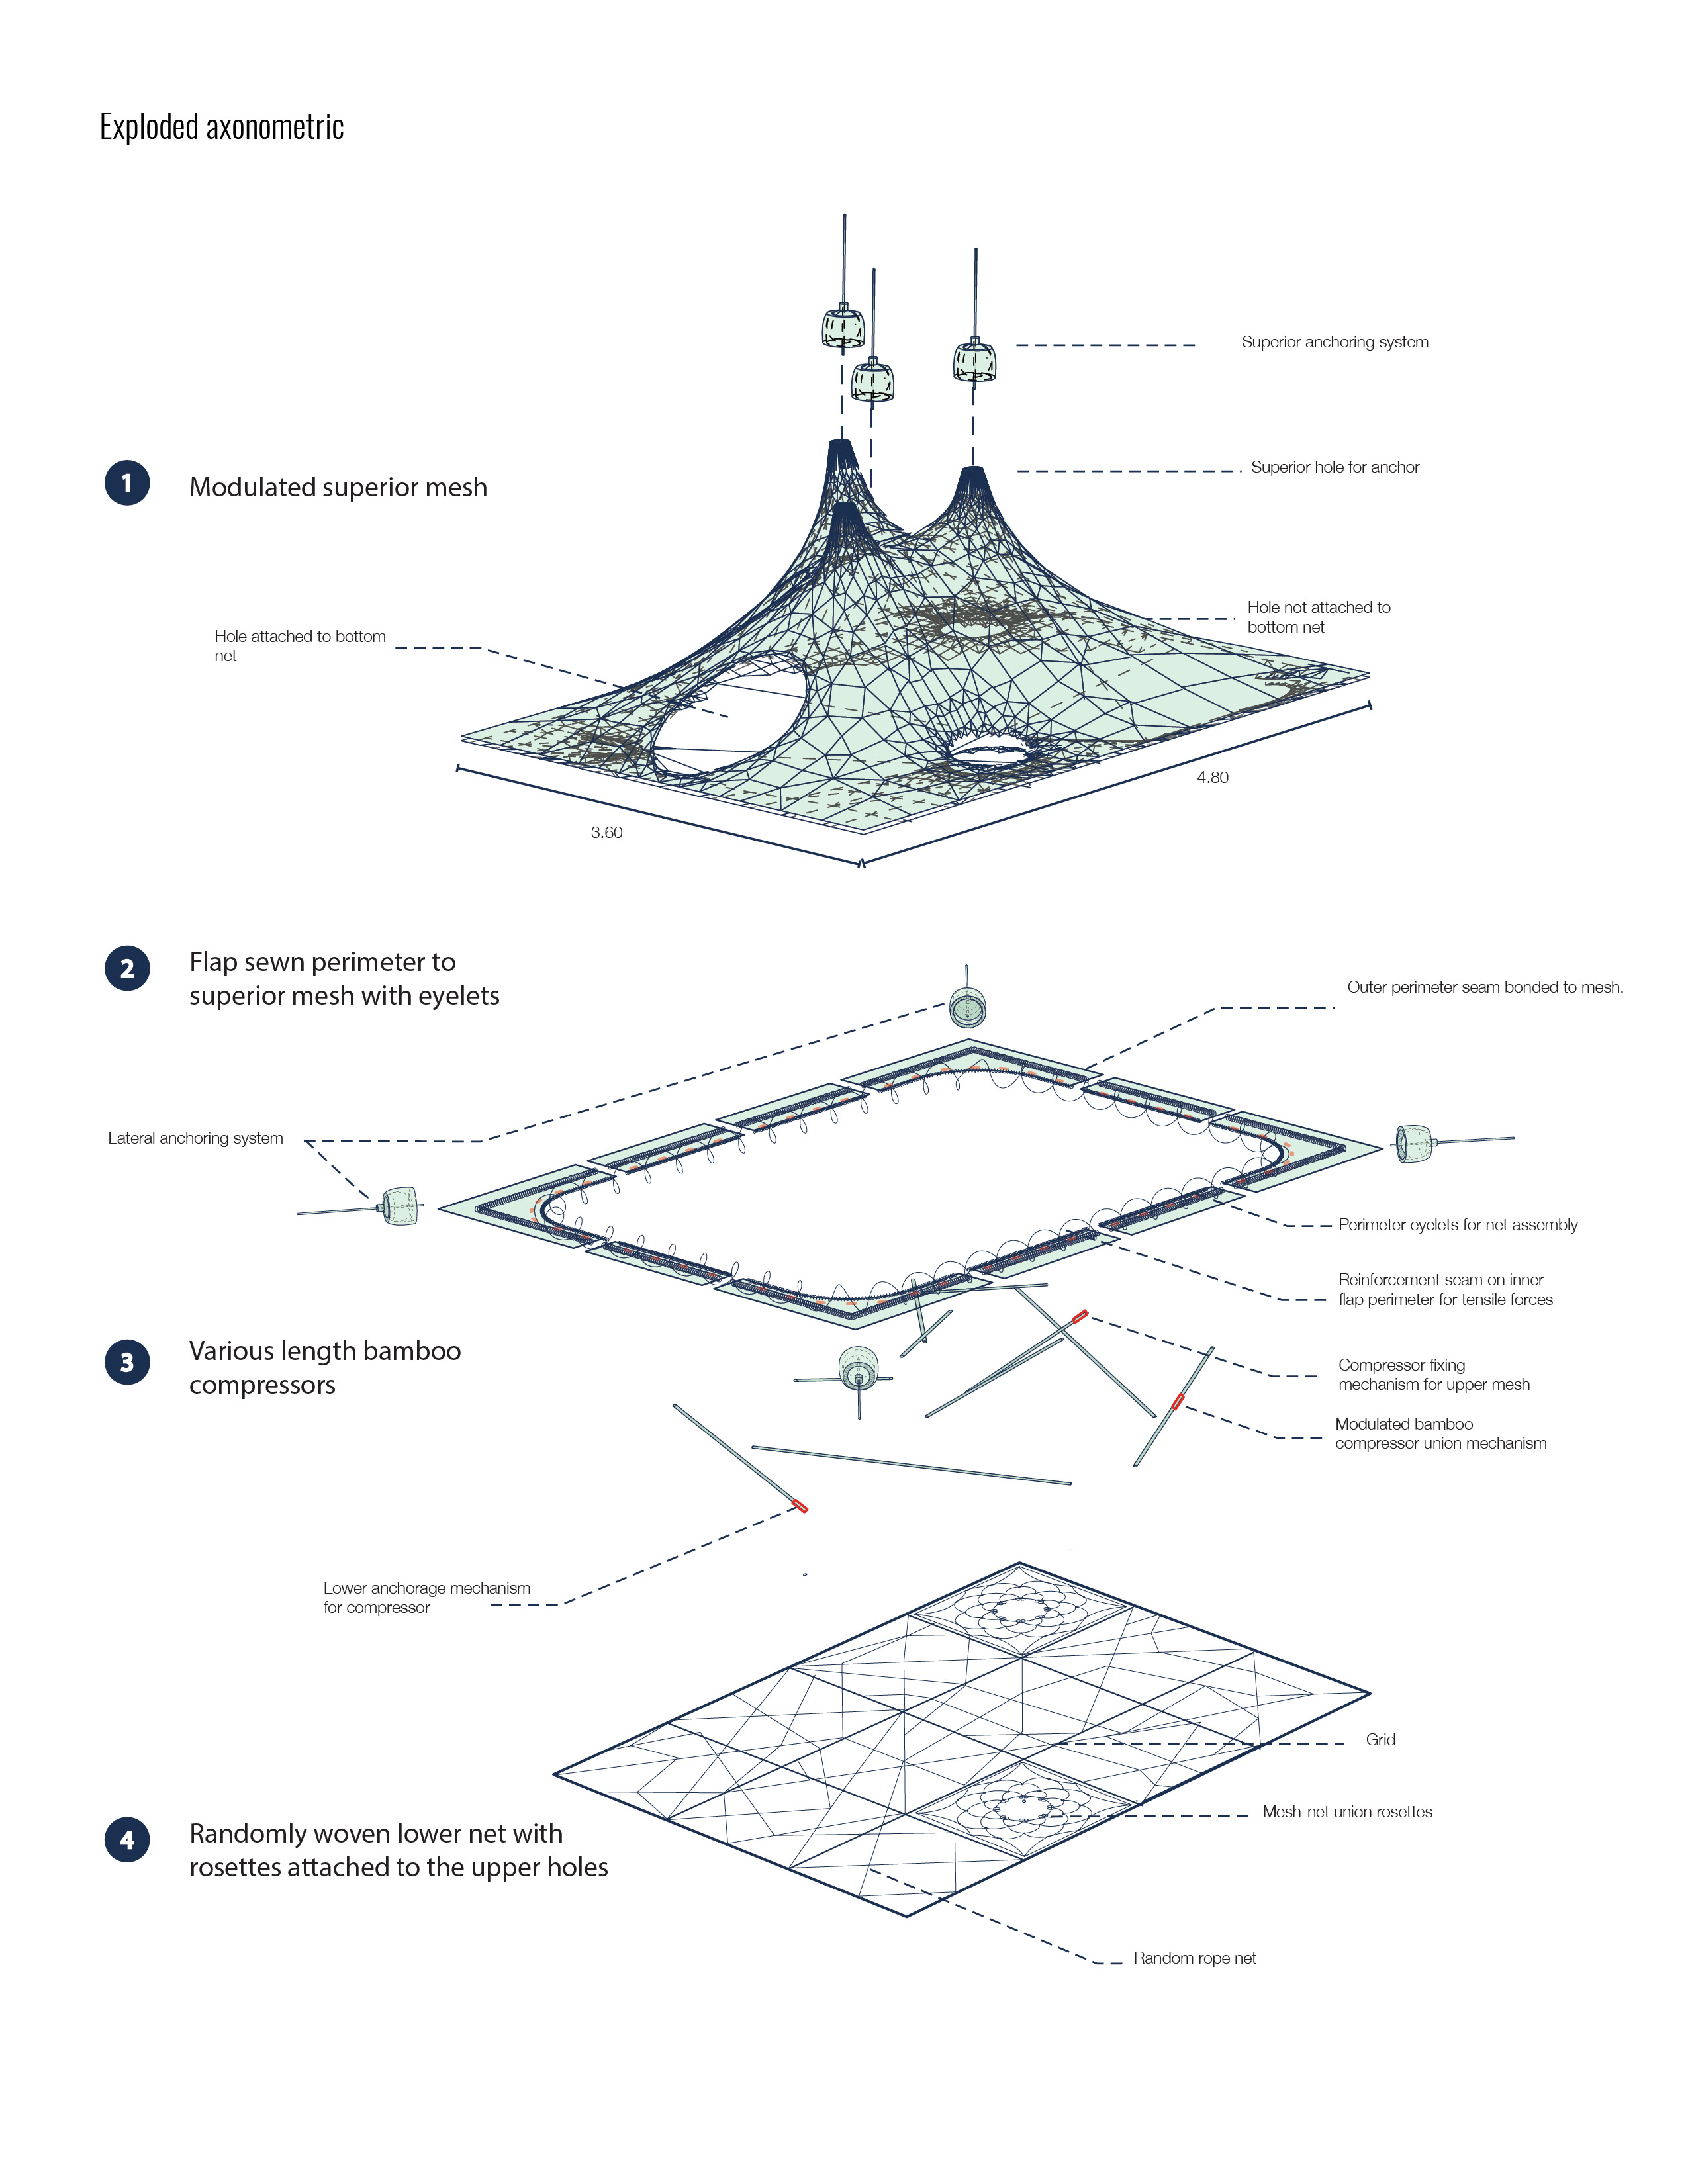 Exploded axonometric
Superior anchoring system
Superior hole for anchor
1
Modulated superior mesh
Hole not attached to
bottom net
Hole attached to bottom
net
4.80
3.60
2
Flap sewn perimeter to
superior mesh with eyelets
Outer perimeter seam bonded to mesh.
Lateral anchoring system
Perimeter eyelets for net assembly
Reinforcement seam on inner
flap perimeter for tensile forces
3
Various length bamboo
compressors
Compressor fixing
mechanism for upper mesh
Modulated bamboo
compressor union mechanism
Lower anchorage mechanism
for compressor
Grid
Mesh-net union rosettes
4
Randomly woven lower net with
rosettes attached to the upper holes
Random rope net